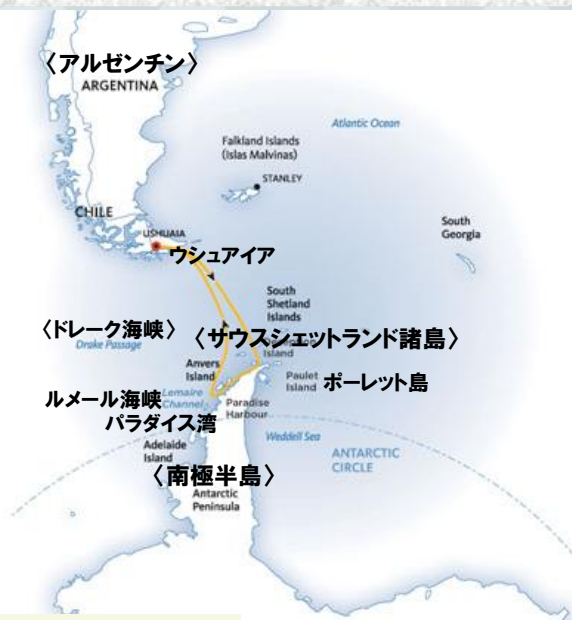 〈アルゼンチン〉
ARGENTINA
Atlantic Ocean
Falkland Islands
(Islas Malvinas)
STANLEY
CHILE
USHUAIA
ウシュアイア
South
Georgia
South
Shetland
Islands
〈ドレーク海峡〉
Drake Passage
〈サウスシェットランド諸島〉
Island
Anvers
Island
Paulet
Island
ポーレット島
ルメール海峡
Lemaire
Channel
Paradise
Harbour
パラダイス湾
Weddell Sea
Adelaide
Island
ANTARCTIC
CIRCLE
〈南極半島〉
Antarctic
Peninsula